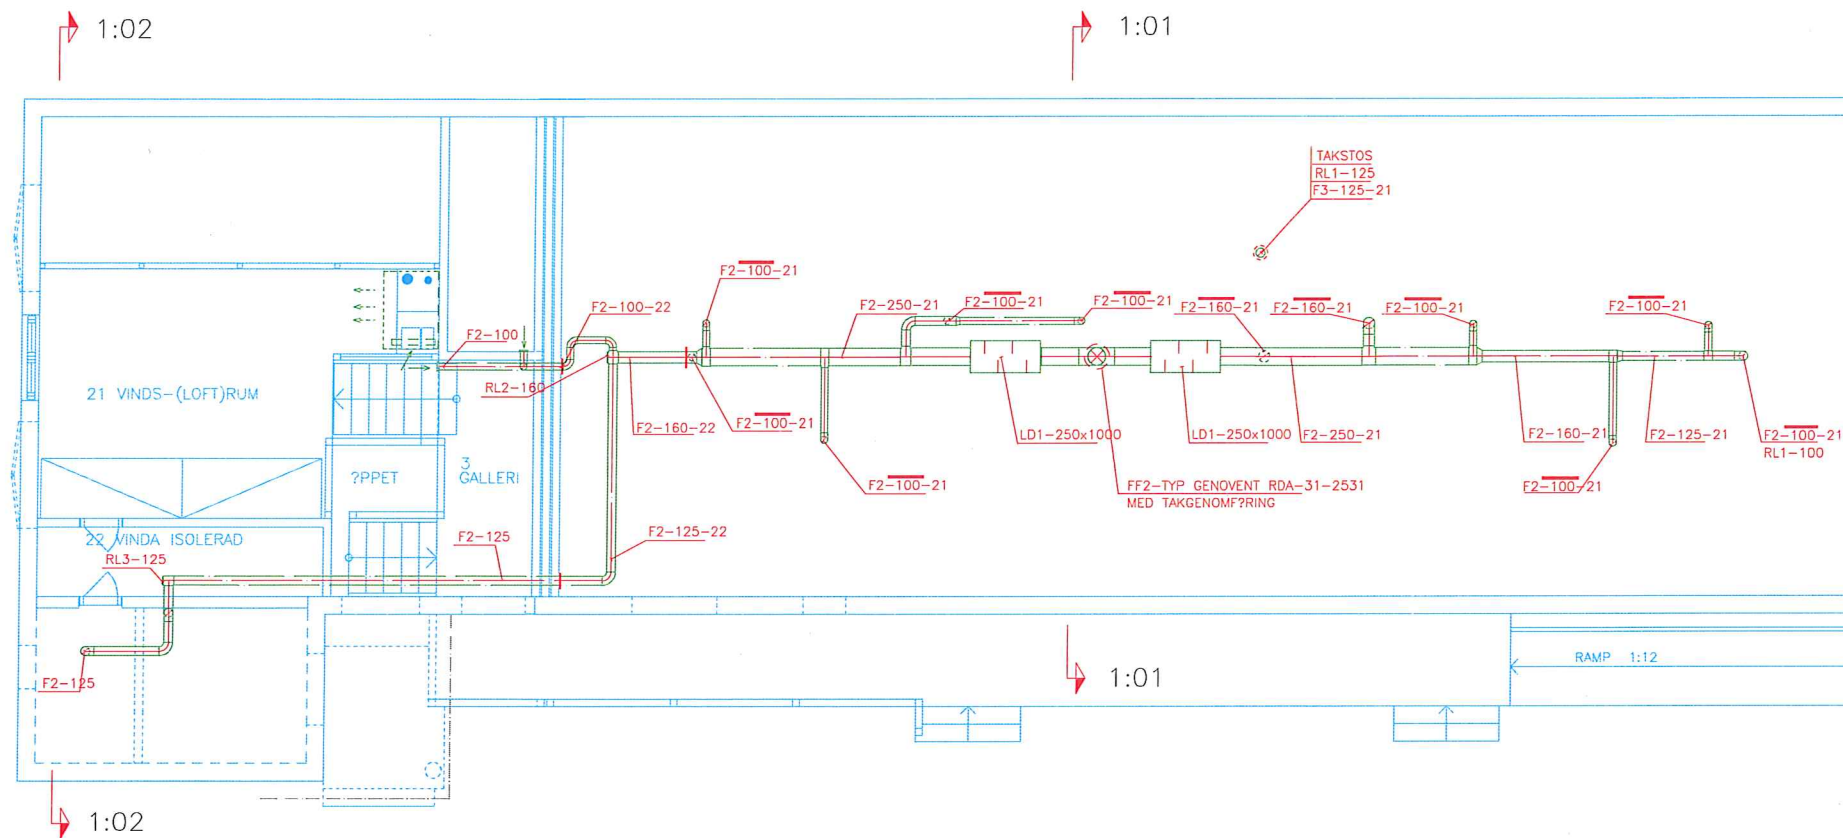 1:02
1:01
TAKSTOS
RL1-125
F3-125-21
F2-100-21
F2-250-21
F2-100-21
F2-100-21
F2-160-21
F2-160-21
F2-100-21
F2-100-21
F2-100-22
F2-100
RL2-160
21 VINDS-(LOFT)RUM
F2-160-22
F2-100-21
LD1-250x1000
LD1-250x1000
F2-250-21
F2-160-21
F2-125-21
F2-100-21
RL1-100
?PPET
3
GALLERI
F2-100-21
FF2-TYP GENOVENT RDA-31-2531
MED TAKGENOMF?RING
F2-100-21
22 VINDA ISOLERAD
RL3-125
F2-125
F2-125-22
F2-125
1:01
RAMP 1:12
1:02